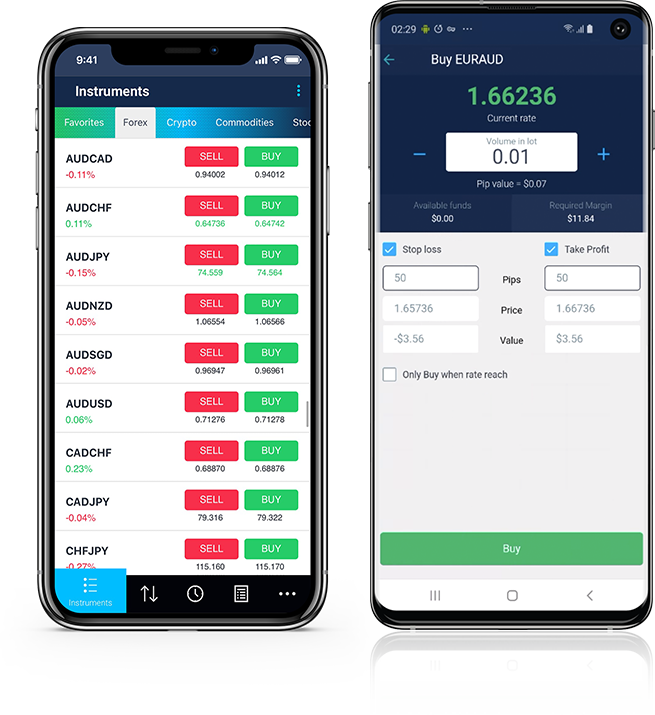 9:41
Instruments
Favorites Forex Crypto Commodities Stoc
AUDCAD SELL BUY
-0.11% 0.94002 0.94012
AUDCHF SELL BUY
0.11% 0.64736 0.64742
AUDJPY SELL BUY
-0.15% 74.559 74.564
AUDNZD SELL BUY
-0.05% 1.06554 1.06566
AUDSGD SELL BUY
-0.02% 0.96947 0.96961
AUDUSD SELL BUY
0.06% 0.71276 0.71278
CADCHF SELL BUY
0.23% 0.68870 0.68876
CADJPY SELL BUY
-0.04% 79.316 79.322
CHFJPY SELL BUY
-0.27% 115.160 115.170
Instruments
02:29
Buy EURAUD
1.66236
Current rate
Volume in lot
− 0.01 +
Pip value = $0.07
Available funds Required Margin
$0.00 $11.84
Stop loss Take Profit
50 Pips 50
1.65736 Price 1.66736
-$3.56 Value $3.56
Only Buy when rate reach
Buy